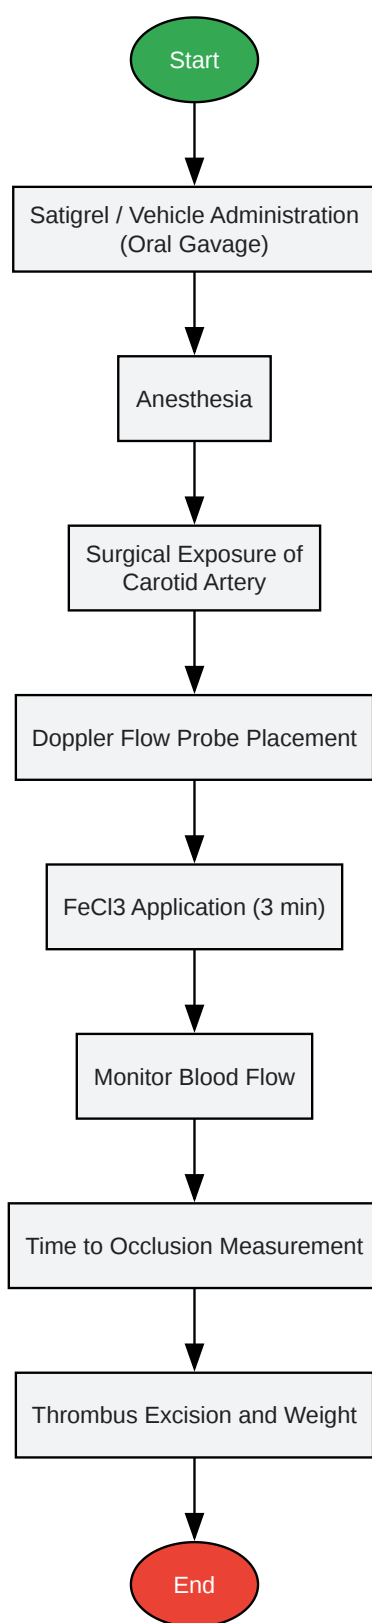 Start
Satigrel / Vehicle Administration
(Oral Gavage)
Anesthesia
Surgical Exposure of
Carotid Artery
Doppler Flow Probe Placement
FeCl3 Application (3 min)
Monitor Blood Flow
Time to Occlusion Measurement
Thrombus Excision and Weight
End